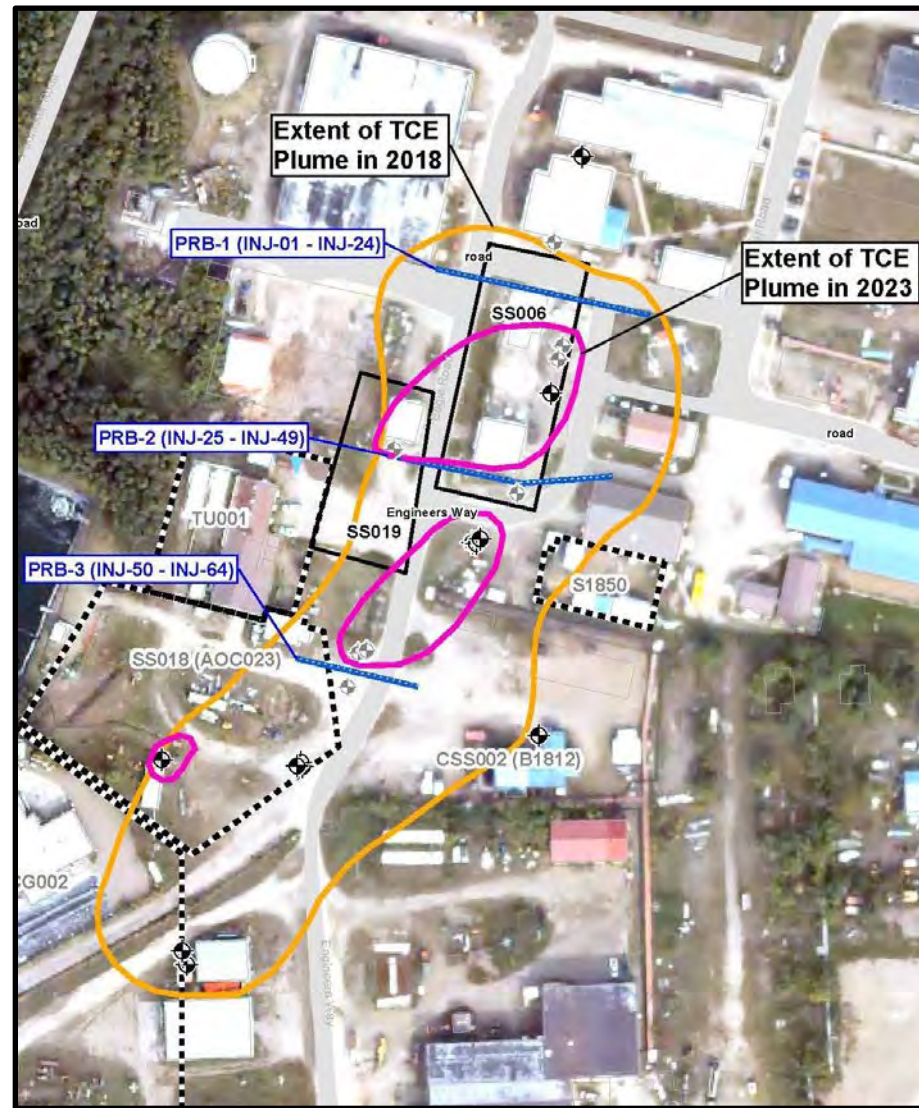 Extent of TCE
Plume in 2018
road
PRB-1 (INJ-01 - INJ-24)
road
Extent of TCE
Plume in 2023
SS006
road
PRB-2 (INJ-25 - INJ-49)
TU001
Engineers Way
SS019
PRB-3 (INJ-50 - INJ-64)
S1850
SS018 (AOC023)
CSS002 (B1812)
CG002
Engineers Way